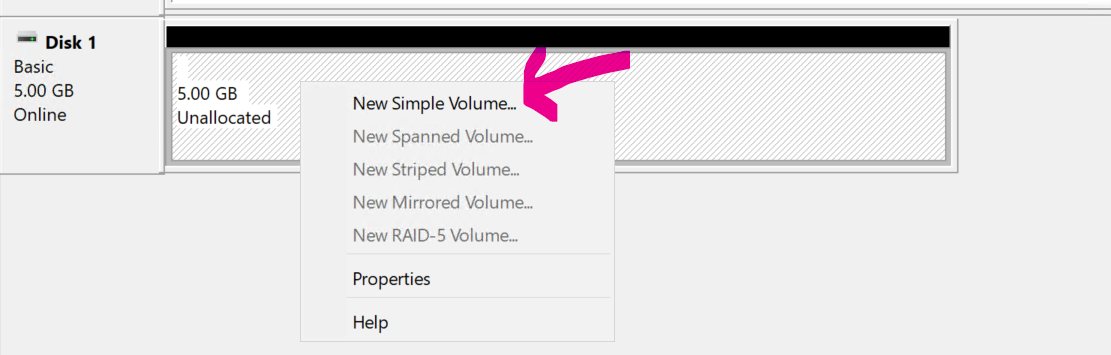 Disk 1
Basic
5.00 GB
Online
5.00 GB
Unallocated
New Simple Volume...
New Spanned Volume...
New Striped Volume...
New Mirrored Volume...
New RAID-5 Volume...
Properties
Help